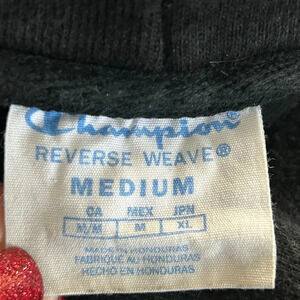 Champion®
REVERSE WEAVE®
MEDIUM
CA MEX JPN
M/M M XL
MADE IN HONDURAS
FABRIQUÉ AU HONDURAS
HECHO EN HONDURAS